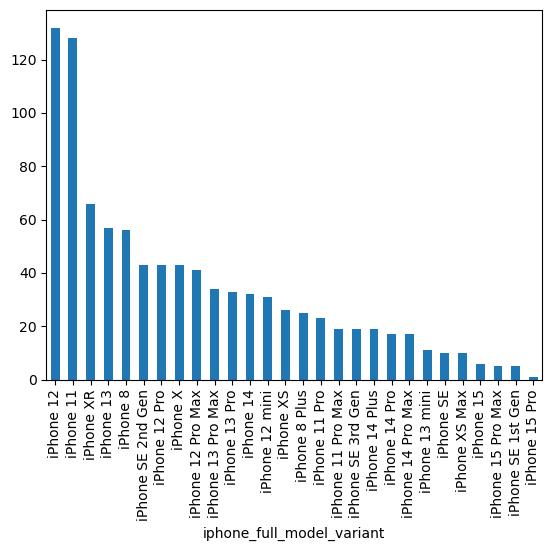 120
100
80
60
40
20
0
iPhone 12
iPhone 11
iPhone XR
iPhone 13
iPhone 8
iPhone SE 2nd Gen
iPhone 12 Pro
iPhone X
iPhone 12 Pro Max
iPhone 13 Pro Max
iPhone 13 Pro
iPhone 14
iPhone 12 mini
iPhone XS
iPhone 8 Plus
iPhone 11 Pro
iPhone 11 Pro Max
iPhone SE 3rd Gen
iPhone 14 Plus
iPhone 14 Pro
iPhone 14 Pro Max
iPhone 13 mini
iPhone SE
iPhone XS Max
iPhone 15
iPhone 15 Pro Max
iPhone SE 1st Gen
iPhone 15 Pro
iphone_full_model_variant